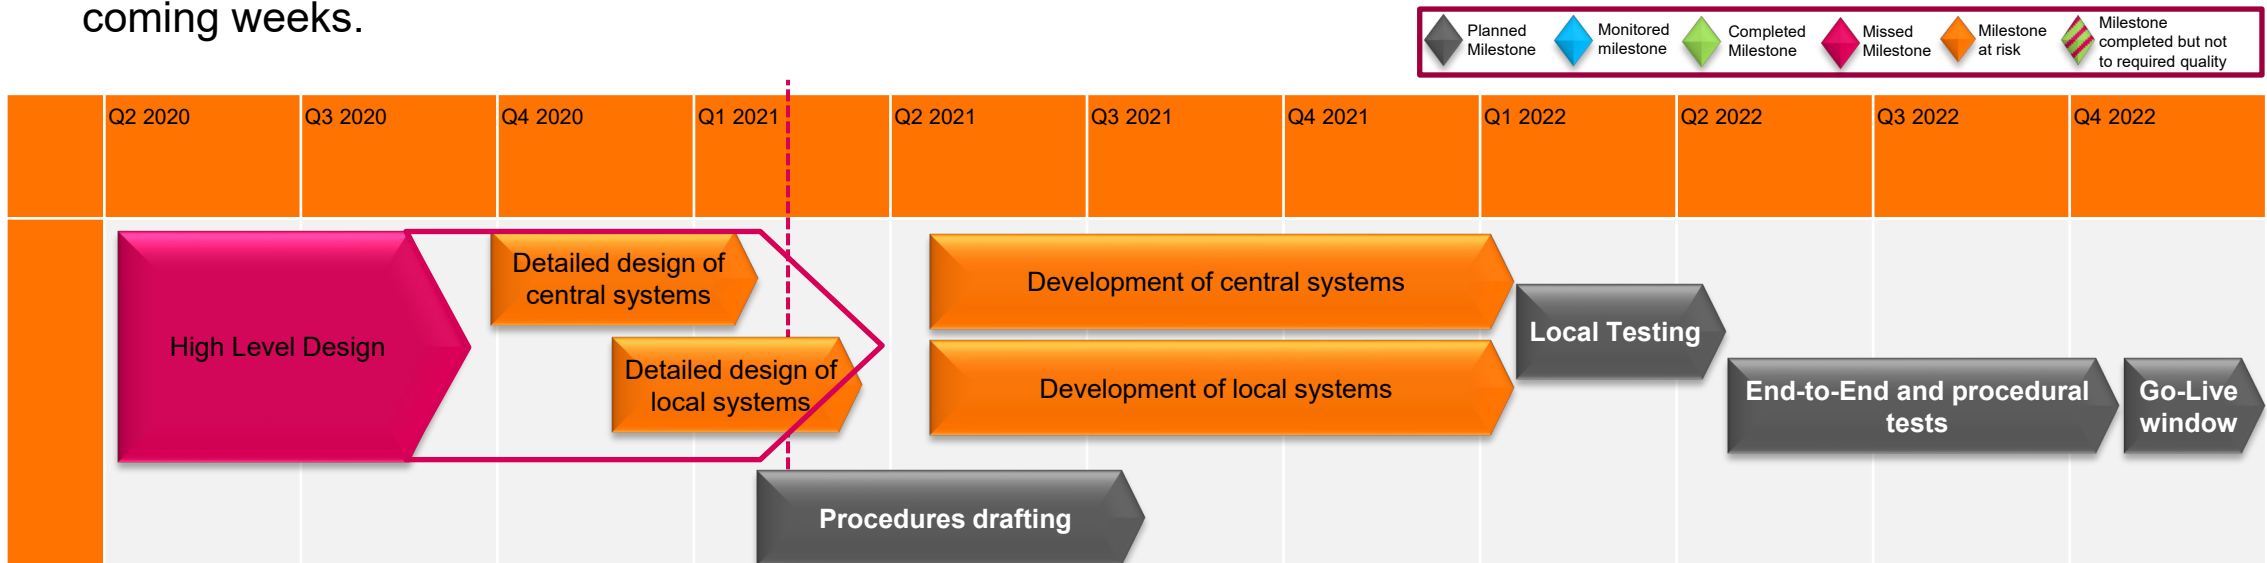 coming weeks.
Planned
Milestone
Monitored
milestone
Completed
Milestone
Missed
Milestone
Milestone
at risk
Milestone
completed but not
to required quality
Q2 2020
Q3 2020
Q4 2020
Q1 2021
Q2 2021
Q3 2021
Q4 2021
Q1 2022
Q2 2022
Q3 2022
Q4 2022
High Level Design
Detailed design of
central systems
Detailed design of
local systems
Development of central systems
Development of local systems
Local Testing
End-to-End and procedural
tests
Go-Live
window
Procedures drafting